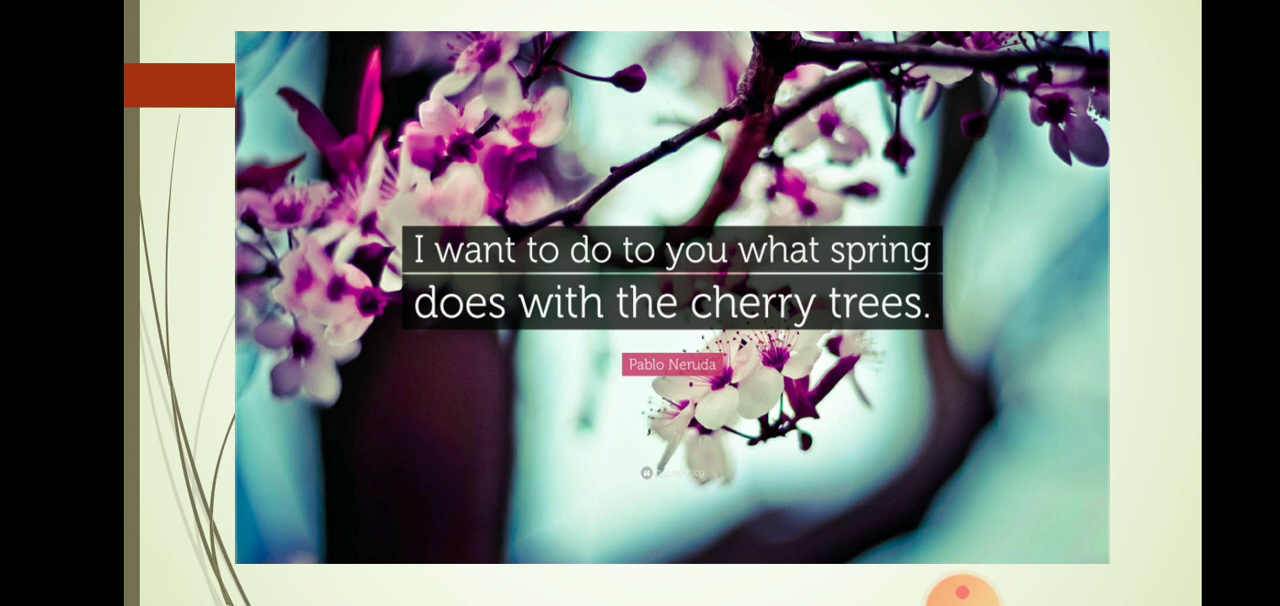 I want to do to you what spring
does with the cherry trees.
Pablo Neruda